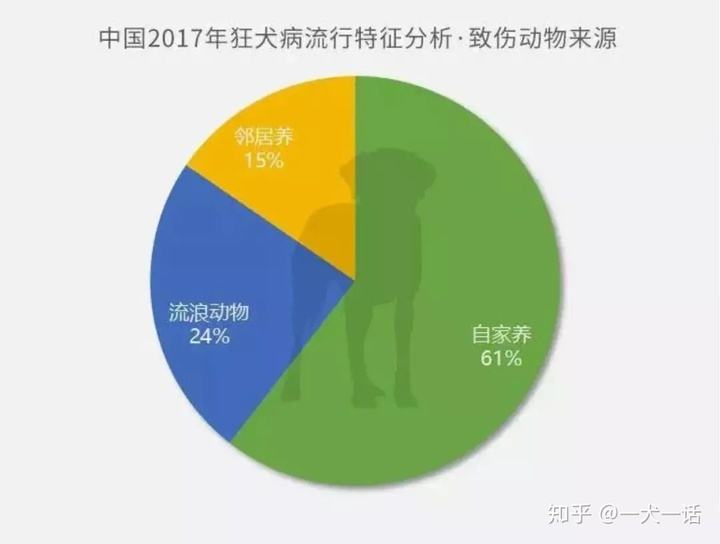 中国2017年狂犬病流行特征分析·致伤动物来源
邻居养
15%
流浪动物
24%
自家养
61%
知乎 @一犬一话